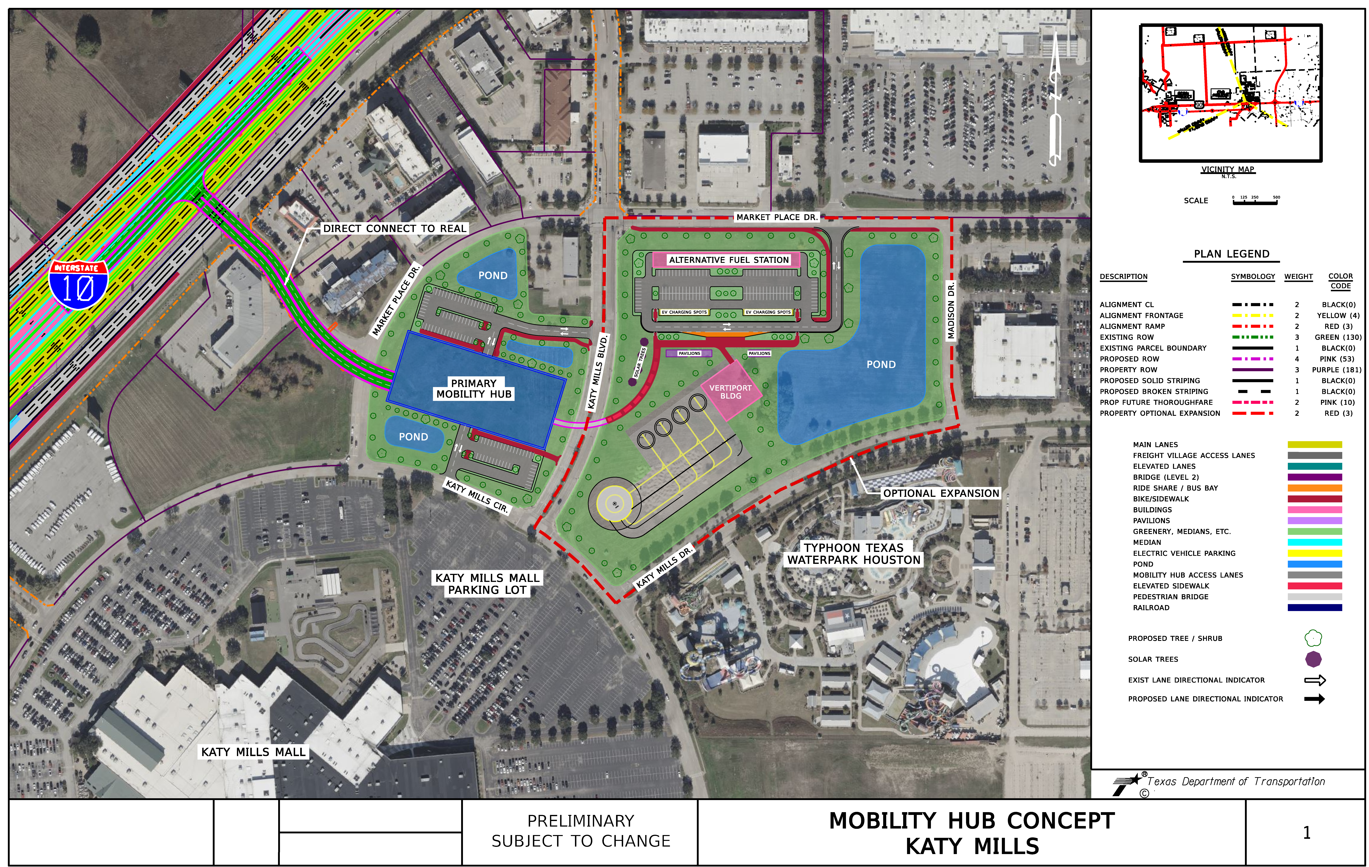 INTERSTATE
10
DIRECT CONNECT TO REAL
MARKET PLACE DR.
POND
PRIMARY
MOBILITY HUB
POND
KATY MILLS CIR.
KATY MILLS BLVD.
MARKET PLACE DR.
ALTERNATIVE FUEL STATION
EV CHARGING SPOTS
EV CHARGING SPOTS
SOLAR TREES
PAVILIONS
PAVILIONS
VERTIPORT
BLDG
POND
MADISON DR.
OPTIONAL EXPANSION
KATY MILLS DR.
TYPHOON TEXAS
WATERPARK HOUSTON
KATY MILLS MALL
PARKING LOT
KATY MILLS MALL
N
VICINITY MAP
N.T.S.
SCALE
0 125 250 500
PLAN LEGEND
DESCRIPTION SYMBOLOGY WEIGHT COLOR
CODE
ALIGNMENT CL 2 BLACK(0)
ALIGNMENT FRONTAGE 2 YELLOW (4)
ALIGNMENT RAMP 2 RED (3)
EXISTING ROW 3 GREEN (130)
EXISTING PARCEL BOUNDARY 1 BLACK(0)
PROPOSED ROW 4 PINK (53)
PROPERTY ROW 3 PURPLE (181)
PROPOSED SOLID STRIPING 1 BLACK(0)
PROPOSED BROKEN STRIPING 1 BLACK(0)
PROP FUTURE THOROUGHFARE 2 PINK (10)
PROPERTY OPTIONAL EXPANSION 2 RED (3)
MAIN LANES
FREIGHT VILLAGE ACCESS LANES
ELEVATED LANES
BRIDGE (LEVEL 2)
RIDE SHARE / BUS BAY
BIKE/SIDEWALK
BUILDINGS
PAVILIONS
GREENERY, MEDIANS, ETC.
MEDIAN
ELECTRIC VEHICLE PARKING
POND
MOBILITY HUB ACCESS LANES
ELEVATED SIDEWALK
PEDESTRIAN BRIDGE
RAILROAD
PROPOSED TREE / SHRUB
SOLAR TREES
EXIST LANE DIRECTIONAL INDICATOR
PROPOSED LANE DIRECTIONAL INDICATOR
® Texas Department of Transportation
©
PRELIMINARY
SUBJECT TO CHANGE
MOBILITY HUB CONCEPT
KATY MILLS
1